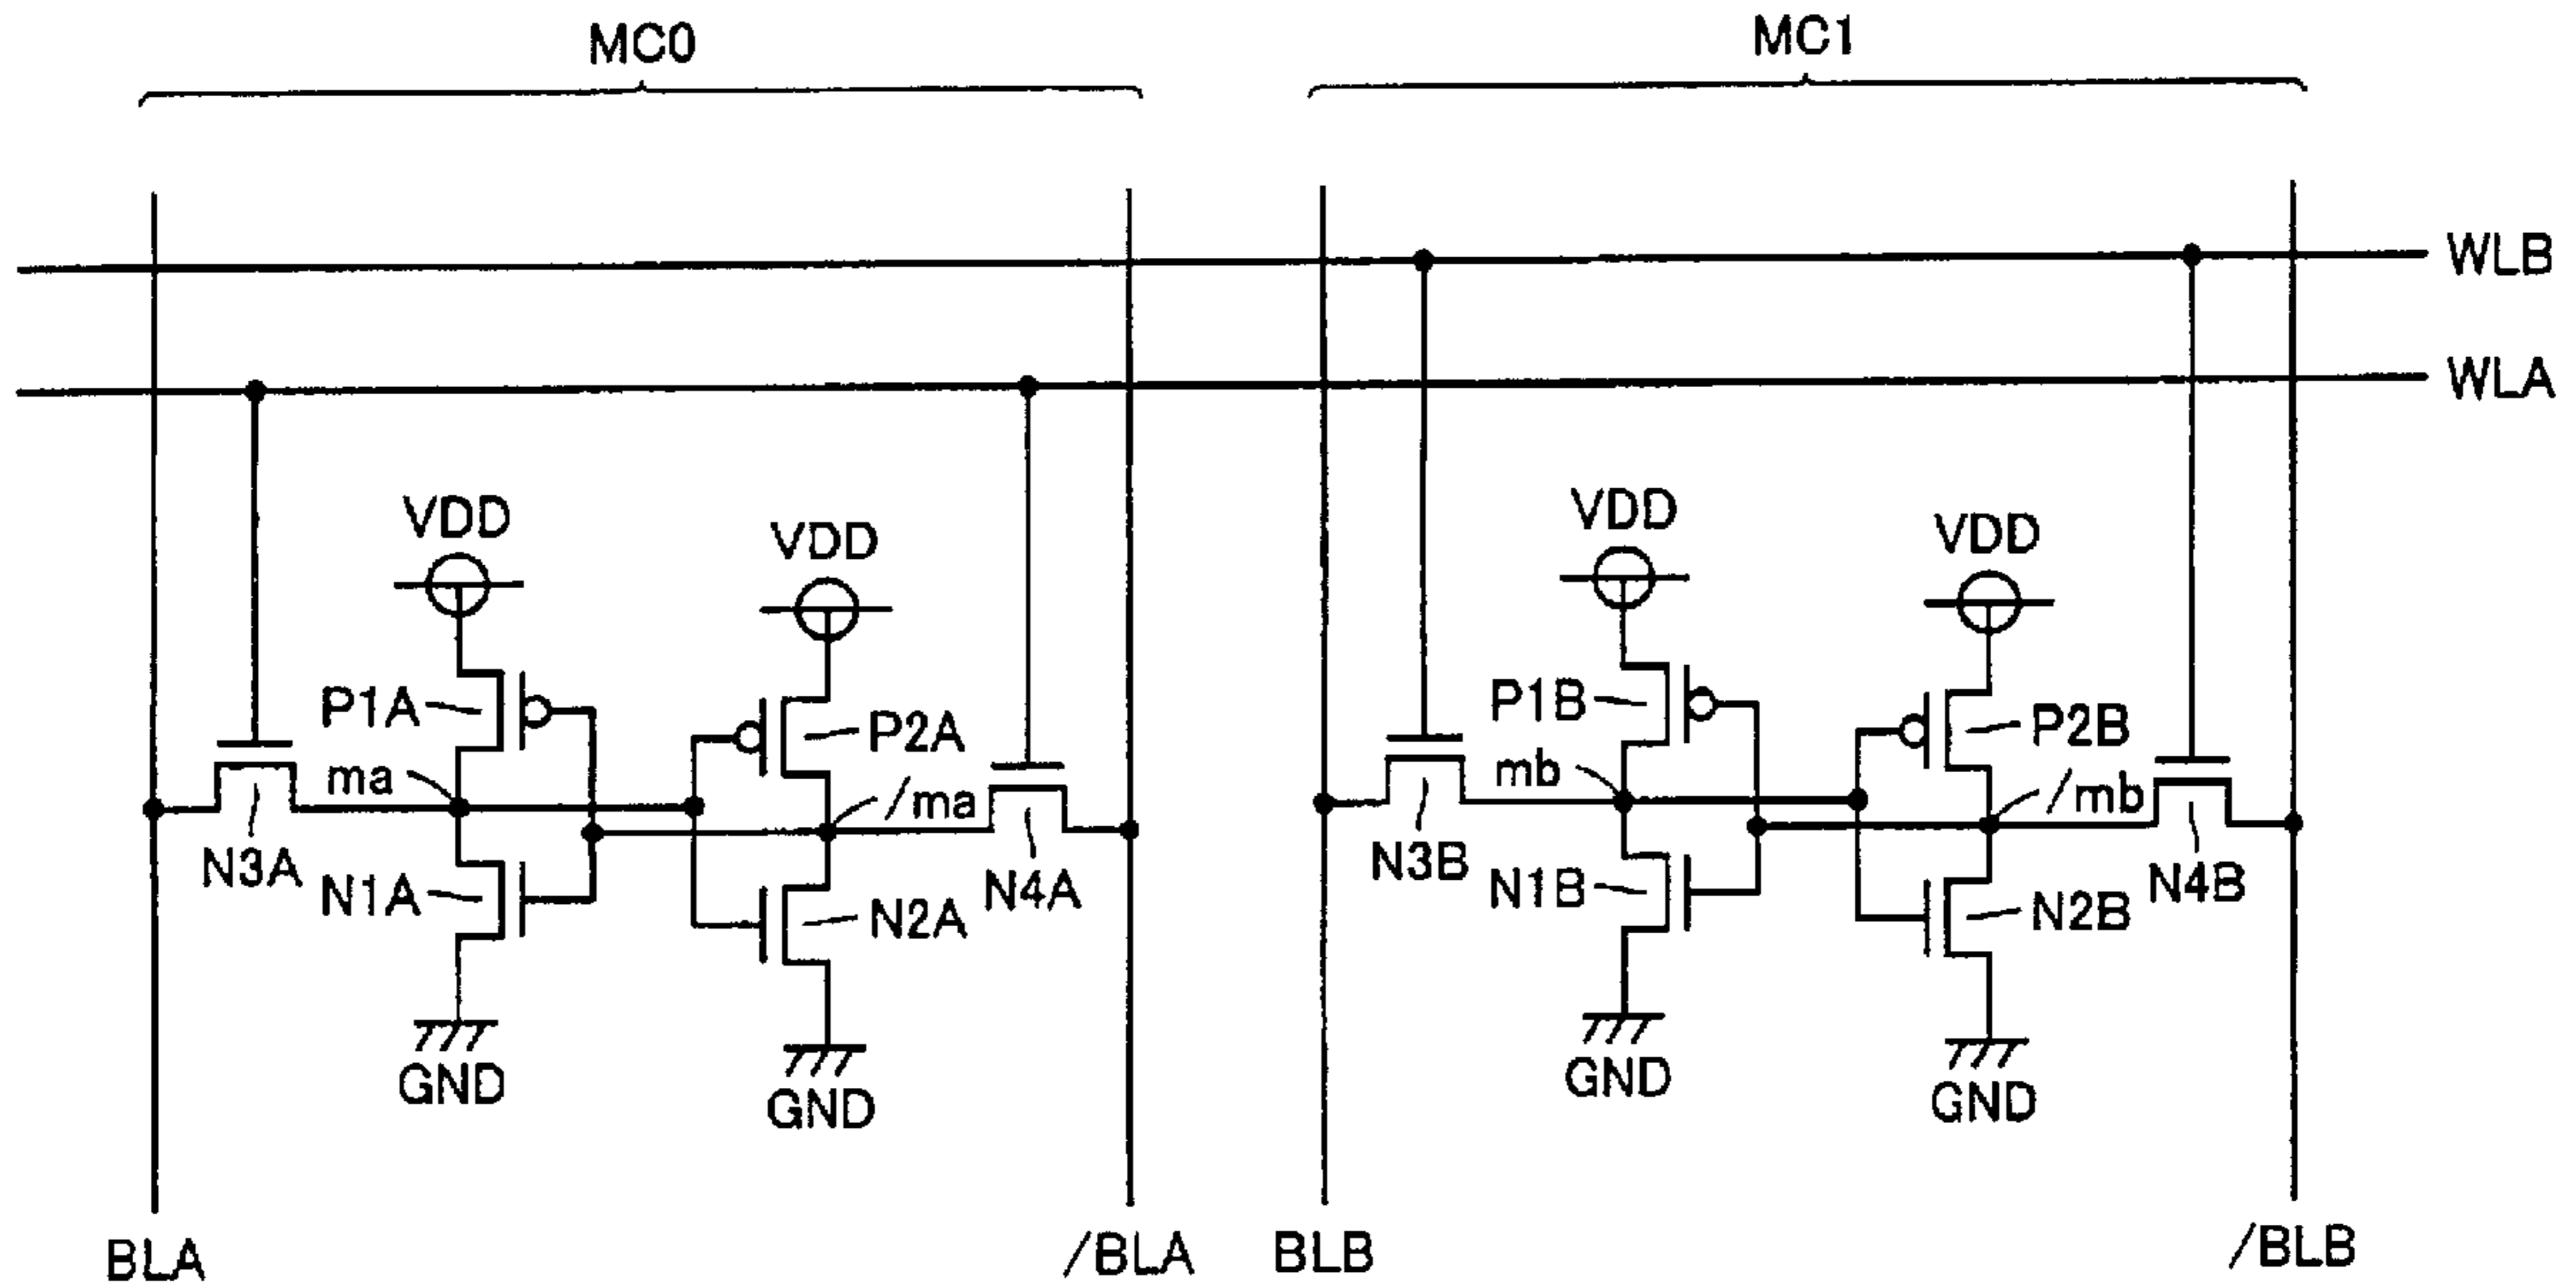 MC0
MC1
WLB
WLA
VDD
VDD
VDD
VDD
P1A
P2A
P1B
P2B
ma
/ma
mb
/mb
N3A
N4A
N3B
N4B
N1A
N2A
N1B
N2B
GND
GND
GND
GND
BLA
/BLA
BLB
/BLB